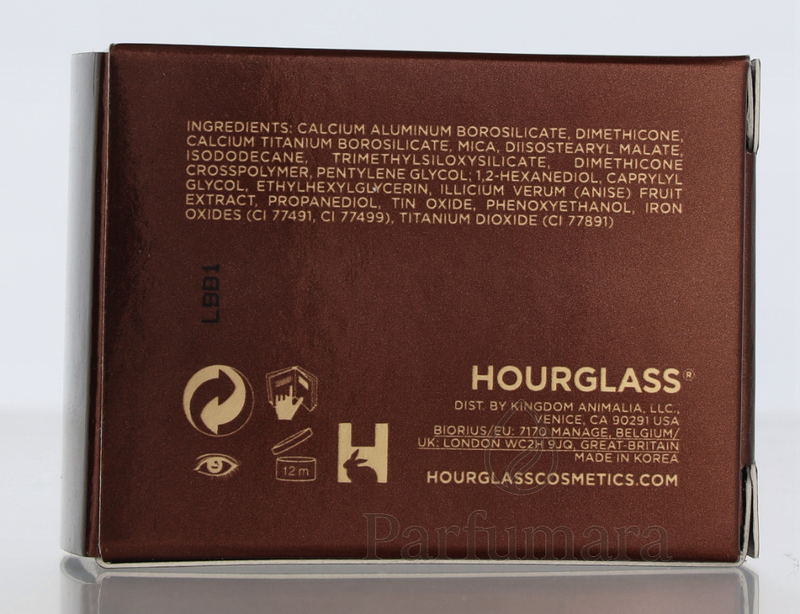 INGREDIENTS: CALCIUM ALUMINUM BOROSILICATE, DIMETHICONE,
CALCIUM TITANIUM BOROSILICATE, MICA, DIISOSTEARYL MALATE,
ISODODECANE, TRIMETHYLSILOXYSILICATE, DIMETHICONE
CROSSPOLYMER, PENTYLENE GLYCOL; 1,2-HEXANEDIOL, CAPRYLYL
GLYCOL, ETHYLHEXYLGLYCERIN, ILLICIUM VERUM (ANISE) FRUIT
EXTRACT, PROPANEDIOL, TIN OXIDE, PHENOXYETHANOL, IRON
OXIDES (CI 77491, CI 77499), TITANIUM DIOXIDE (CI 77891)
LBB1
HOURGLASS®
DIST. BY KINGDOM ANIMALIA, LLC.,
VENICE, CA 90291 USA
BIORIUS/EU: 7170 MANAGE, BELGIUM/
UK: LONDON WC2H 9JQ, GREAT-BRITAIN
MADE IN KOREA
HOURGLASSCOSMETICS.COM
12 m
H
Parfumara